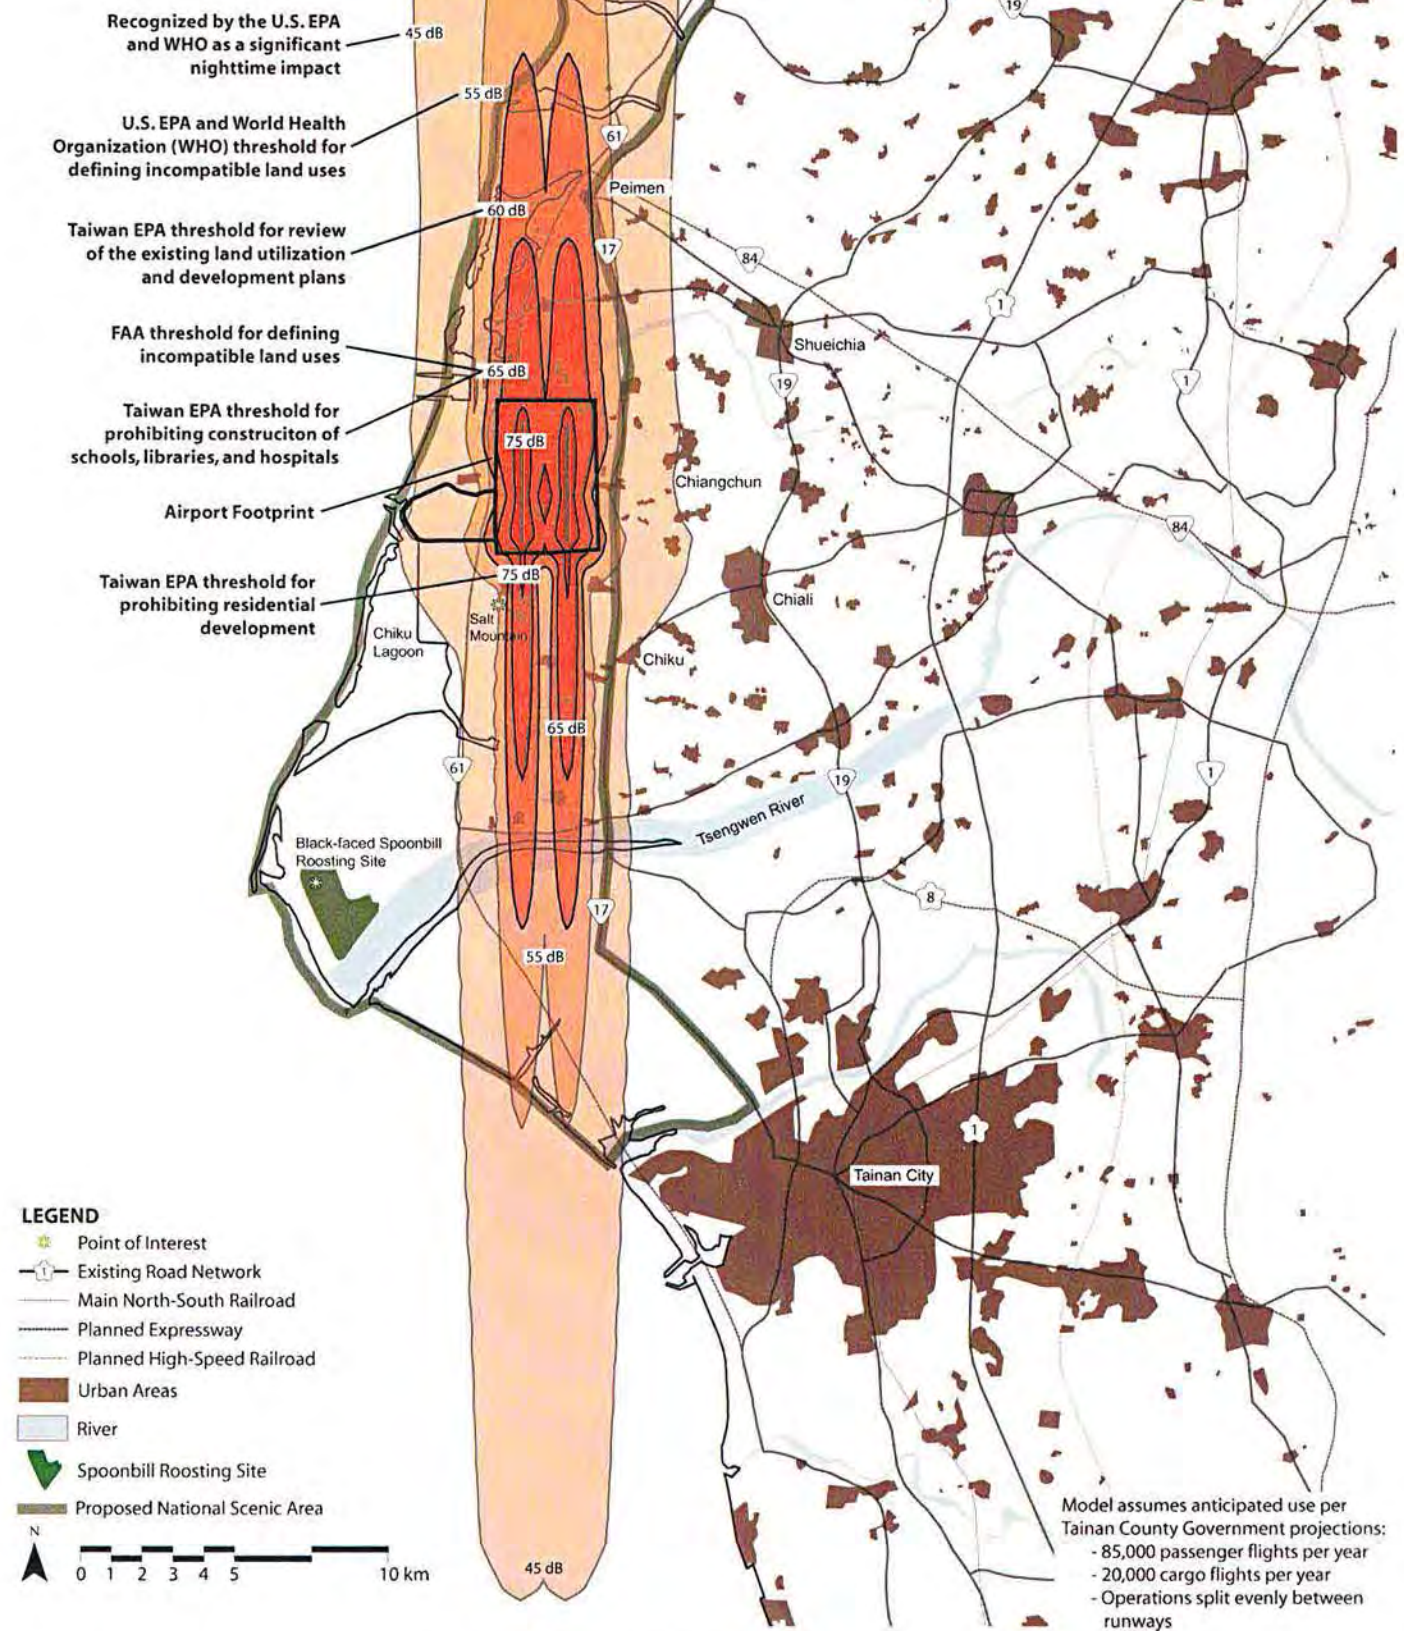 Recognized by the U.S. EPA
and WHO as a significant
nighttime impact
45 dB
U.S. EPA and World Health
Organization (WHO) threshold for
defining incompatible land uses
55 dB
Taiwan EPA threshold for review
of the existing land utilization
and development plans
60 dB
FAA threshold for defining
incompatible land uses
65 dB
Taiwan EPA threshold for
prohibiting construciton of
schools, libraries, and hospitals
75 dB
Airport Footprint
Taiwan EPA threshold for
prohibiting residential
development
75 dB
19
61
Peimen
17
84
1
Shueichia
19
1
Chiangchun
84
Chiali
Salt
Mountain
Chiku
Lagoon
Chiku
65 dB
61
19
1
Tsengwen River
Black-faced Spoonbill
Roosting Site
8
17
55 dB
1
Tainan City
45 dB
LEGEND
Point of Interest
1
Existing Road Network
Main North-South Railroad
Planned Expressway
Planned High-Speed Railroad
Urban Areas
River
Spoonbill Roosting Site
Proposed National Scenic Area
N
0 1 2 3 4 5 10 km
Model assumes anticipated use per
Tainan County Government projections:
- 85,000 passenger flights per year
- 20,000 cargo flights per year
- Operations split evenly between
runways